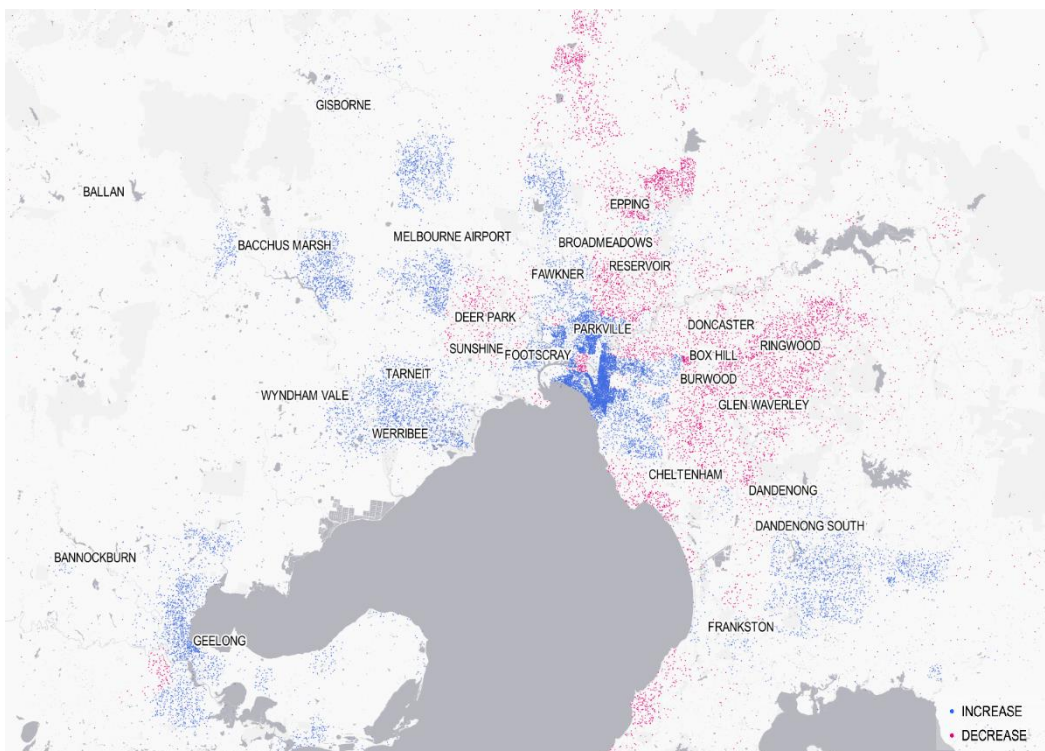 GISBORNE
BALLAN
EPPING
MELBOURNE AIRPORT
BACCHUS MARSH
BROADMEADOWS
RESERVOIR
FAWKNER
DEER PARK
PARKVILLE
DONCASTER
RINGWOOD
SUNSHINE
FOOTSCRAY
BOX HILL
TARNEIT
BURWOOD
WYNDHAM VALE
GLEN WAVERLEY
WERRIBEE
CHELTENHAM
DANDENONG
DANDENONG SOUTH
BANNOCKBURN
FRANKSTON
GEELONG
INCREASE
DECREASE